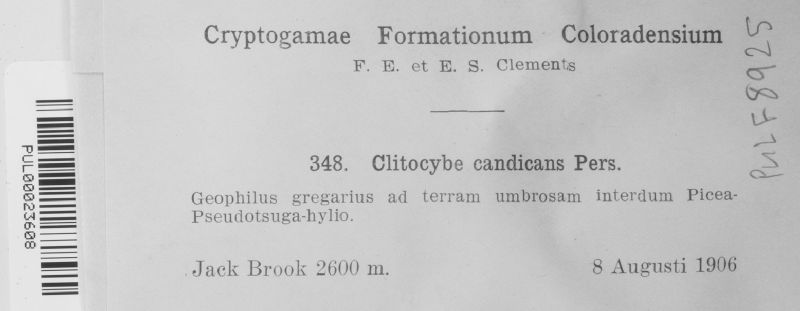 Cryptogamae Formationum Coloradensium
F. E. et E. S. Clements
348. Clitocybe candicans Pers.
Geophilus gregarius ad terram umbrosam interdum Picea-
Pseudotsuga-hylio.
Jack Brook 2600 m.
8 Augusti 1906
PUL00023608
PUL F8925